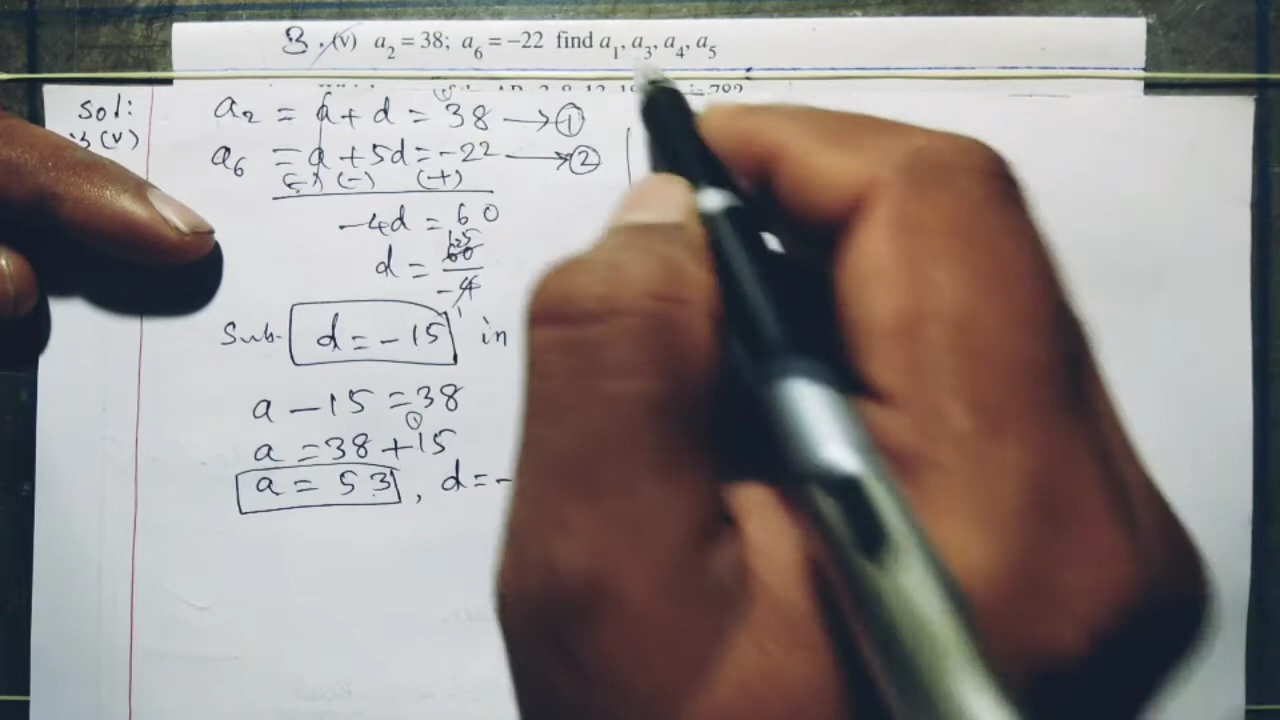 3. (v) a₂ = 38; a₆ = −22 find a₁, a₃, a₄, a₅
Sol:
3(v)
a₂ = a + d = 38 → ①
a₆ = a + 5d = -22 → ②
(-) (-) (+)
-4d = 60
d = 60/-4
Sub. d = -15 in
a - 15 = 38
a = 38 + 15
a = 53, d = -